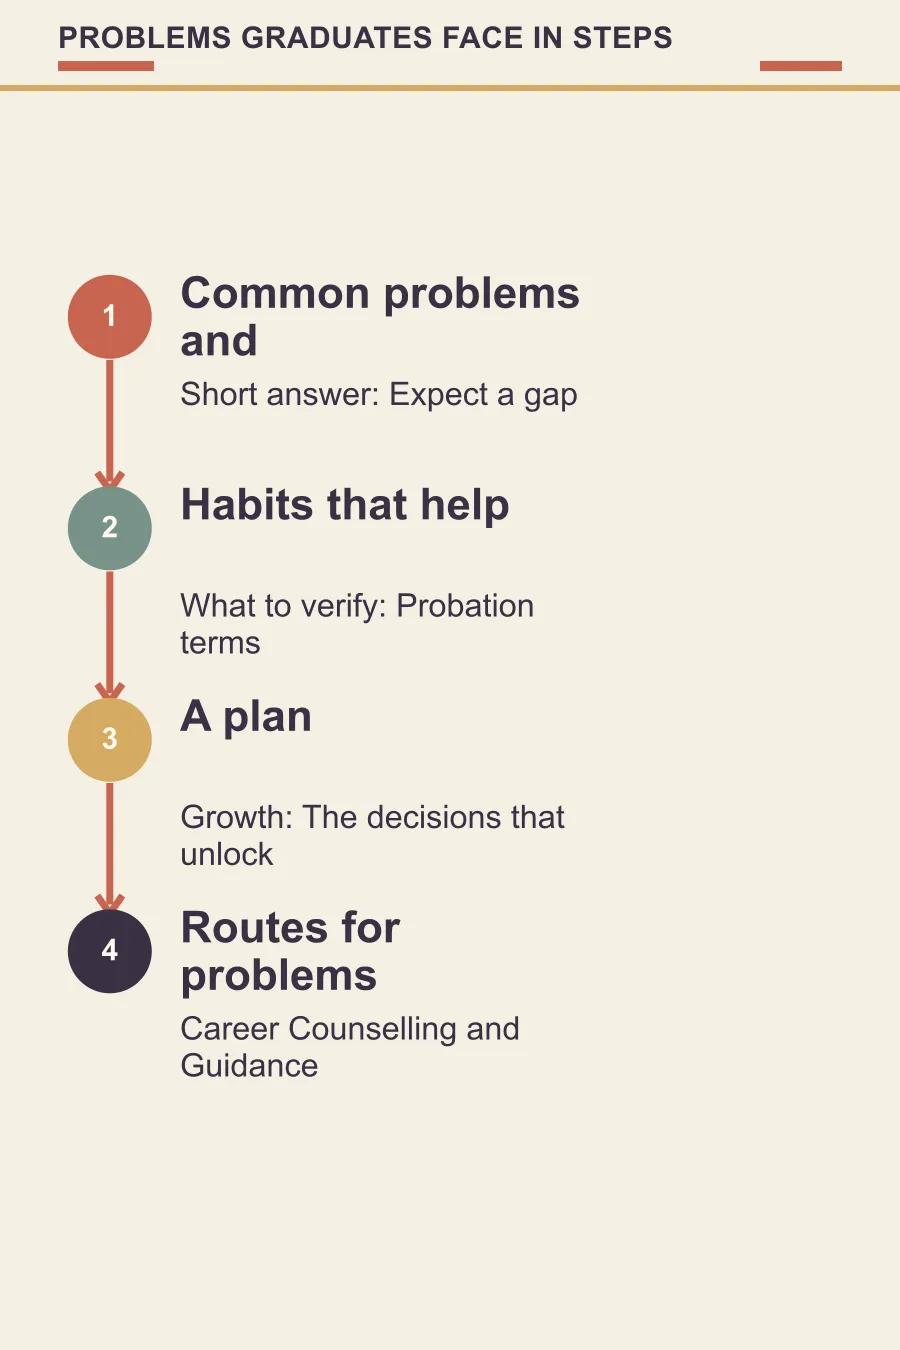 PROBLEMS GRADUATES FACE IN STEPS
1
Common problems
and
Short answer: Expect a gap
2
Habits that help
What to verify: Probation
terms
3
A plan
Growth: The decisions that
unlock
4
Routes for
problems
Career Counselling and
Guidance